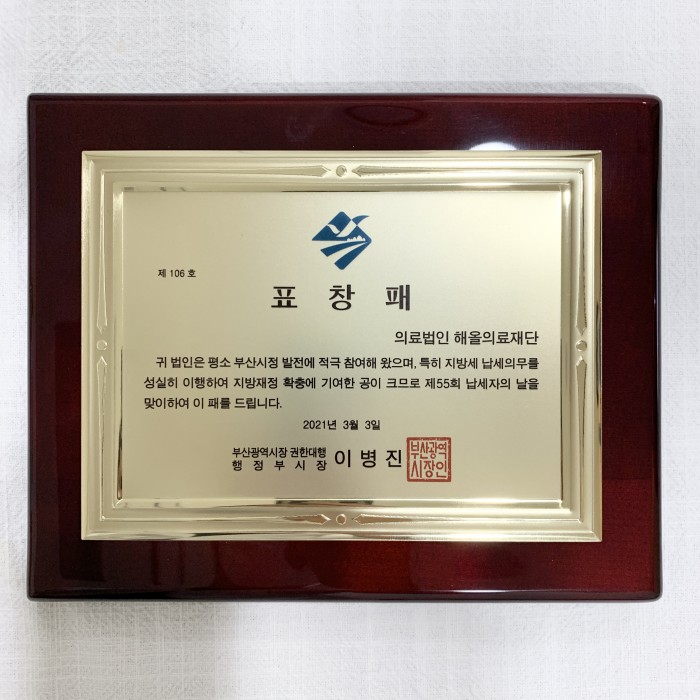 제 106 호
표 창 패
의료법인 해올의료재단
귀 법인은 평소 부산시정 발전에 적극 참여해 왔으며, 특히 지방세 납세의무를
성실히 이행하여 지방재정 확충에 기여한 공이 크므로 제55회 납세자의 날을
맞이하여 이 패를 드립니다.
2021년 3월 3일
부산광역시장 권한대행
행 정 부 시 장 이 병 진
부산광역
시장인